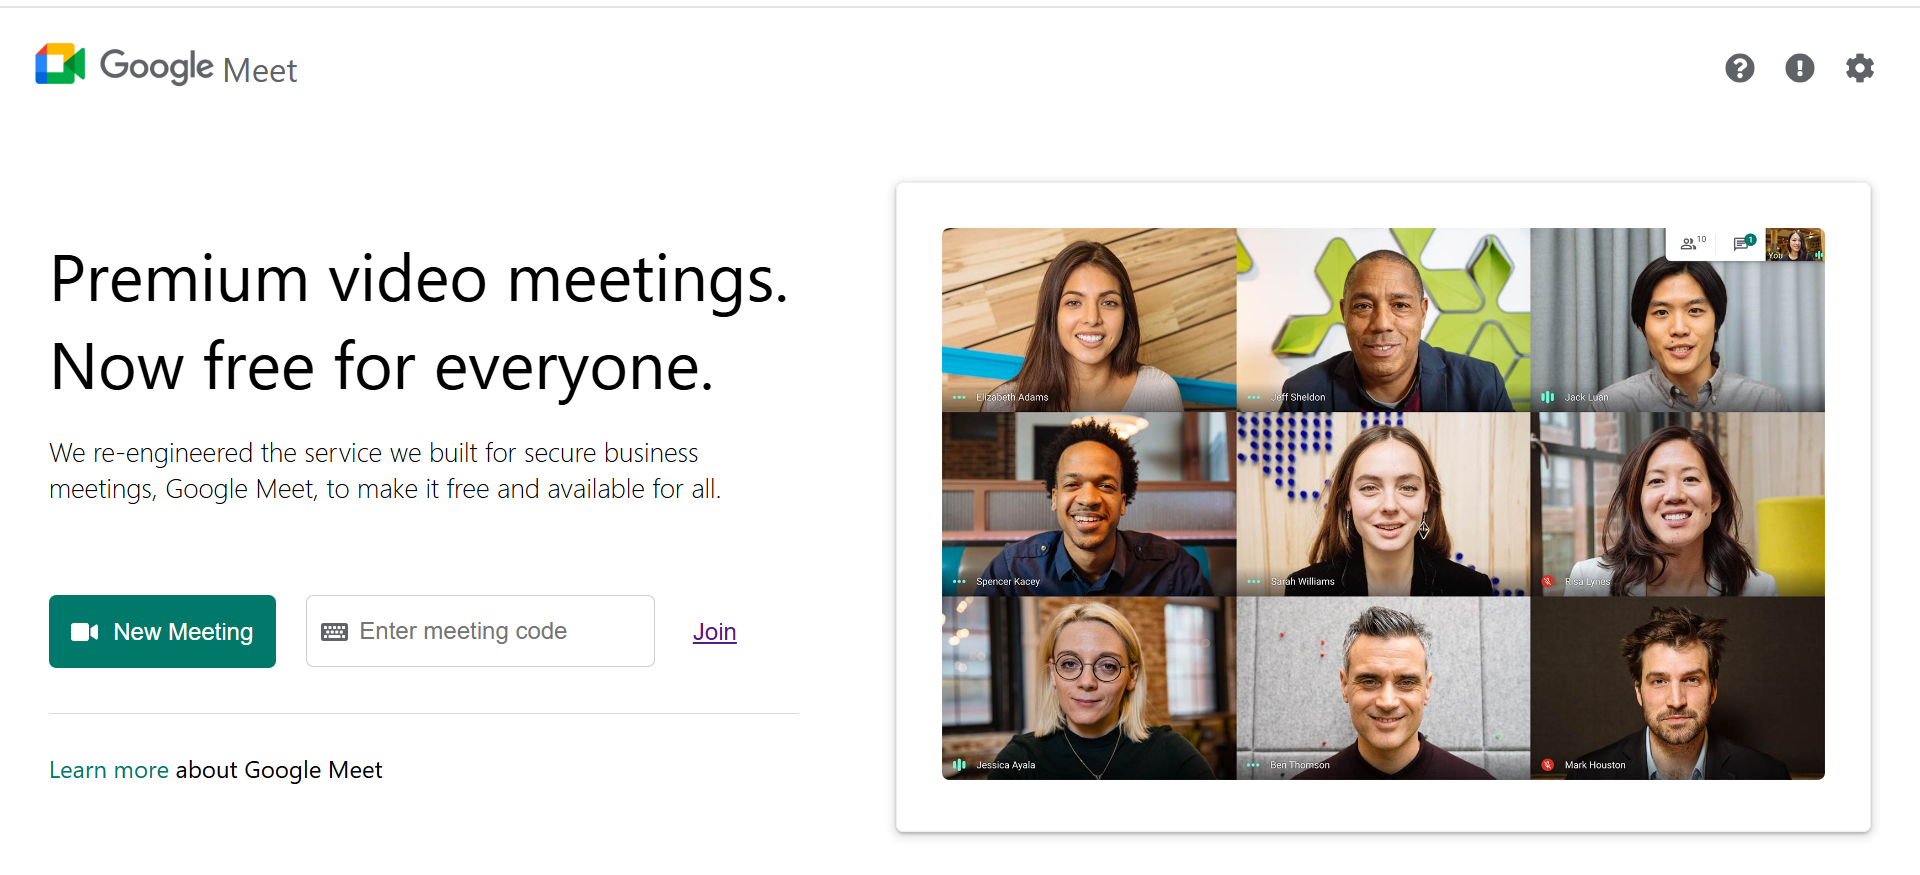 Google Meet
Premium video meetings.
Now free for everyone.
We re-engineered the service we built for secure business
meetings, Google Meet, to make it free and available for all.
New Meeting
Enter meeting code
Join
Learn more about Google Meet
10
1
You
Elizabeth Adams
Jeff Sheldon
Jack Luan
Spencer Kacey
Sarah Williams
Risa Lynes
Jessica Ayala
Ben Thomson
Mark Houston